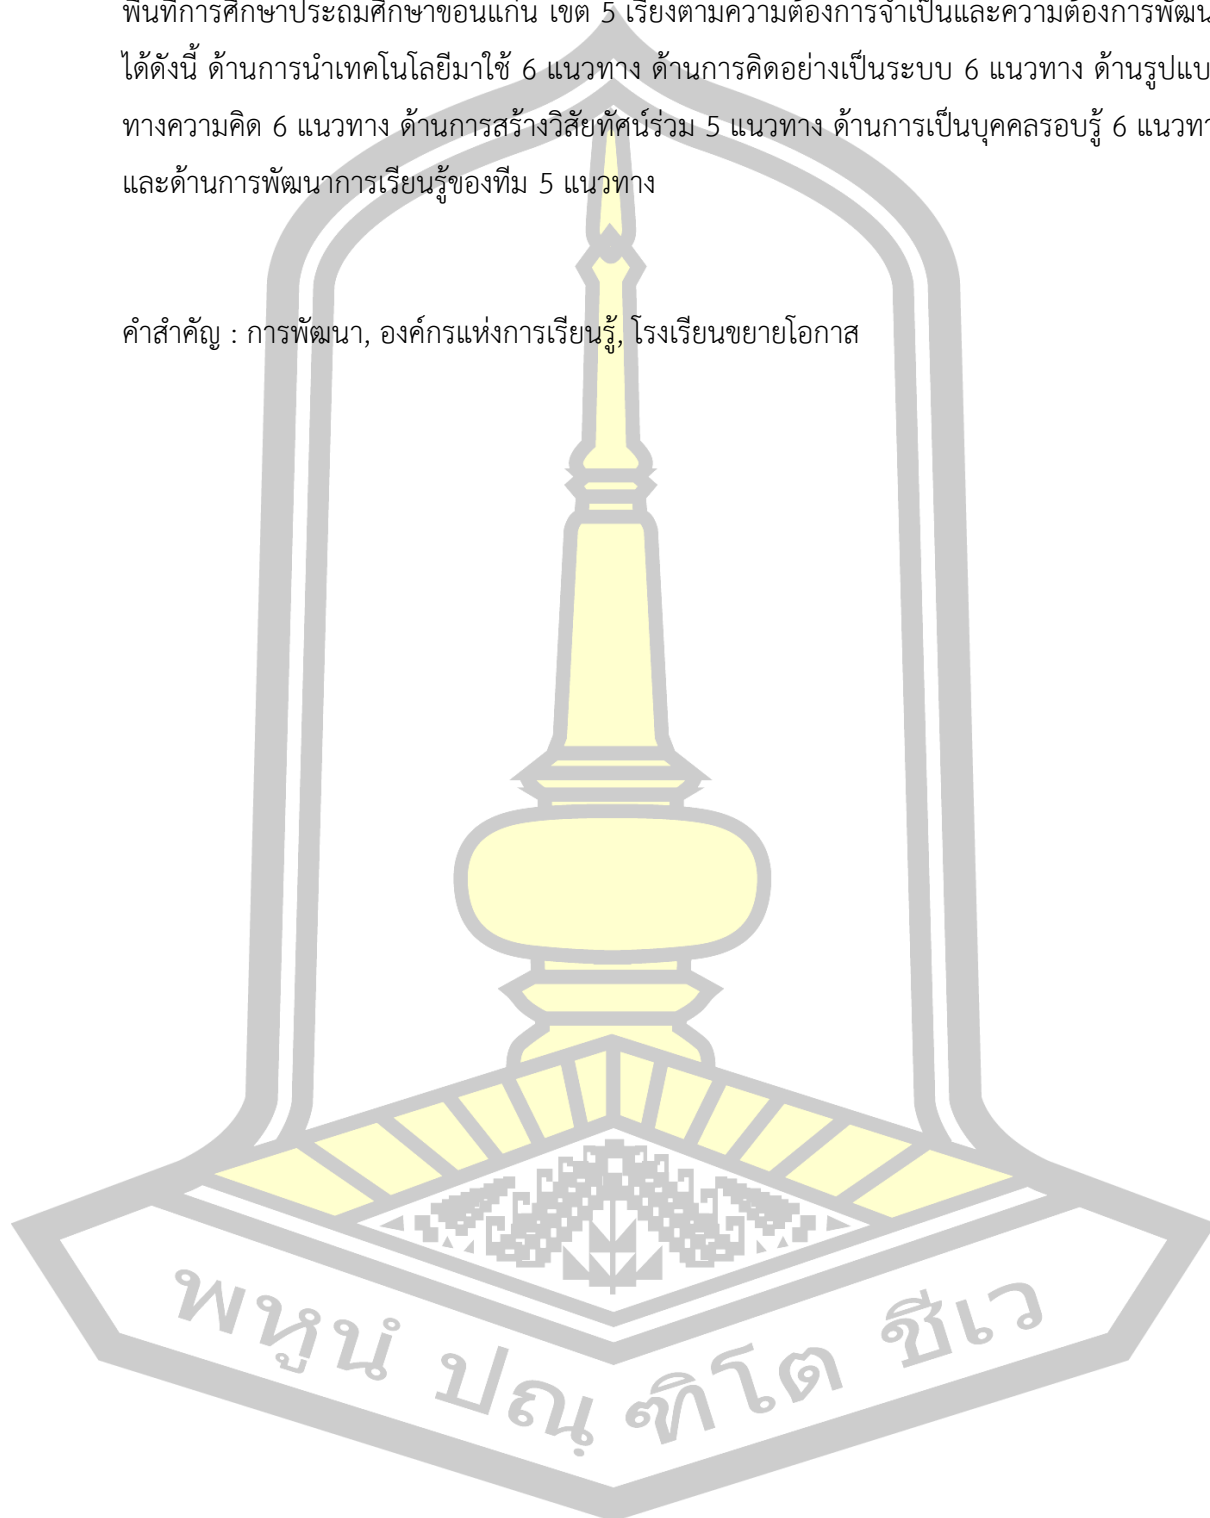 พื้นที่การศึกษาประถมศึกษาขอนแก่น เขต 5 เรียงตามความต้องการจำเป็นและความต้องการพัฒน
ได้ดังนี้ ด้านการนำเทคโนโลยีมาใช้ 6 แนวทาง ด้านการคิดอย่างเป็นระบบ 6 แนวทาง ด้านรูปแบ
ทางความคิด 6 แนวทาง ด้านการสร้างวิสัยทัศน์ร่วม 5 แนวทาง ด้านการเป็นบุคคลรอบรู้ 6 แนวทา
และด้านการพัฒนาการเรียนรู้ของทีม 5 แนวทาง
คำสำคัญ : การพัฒนา, องค์กรแห่งการเรียนรู้, โรงเรียนขยายโอกาส
พหูนํ ปณฺ ฑิโต ชีเว